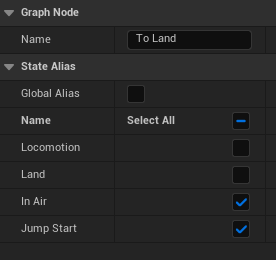 Graph Node
Name To Land
State Alias
Global Alias
Name Select All
Locomotion
Land
In Air
Jump Start